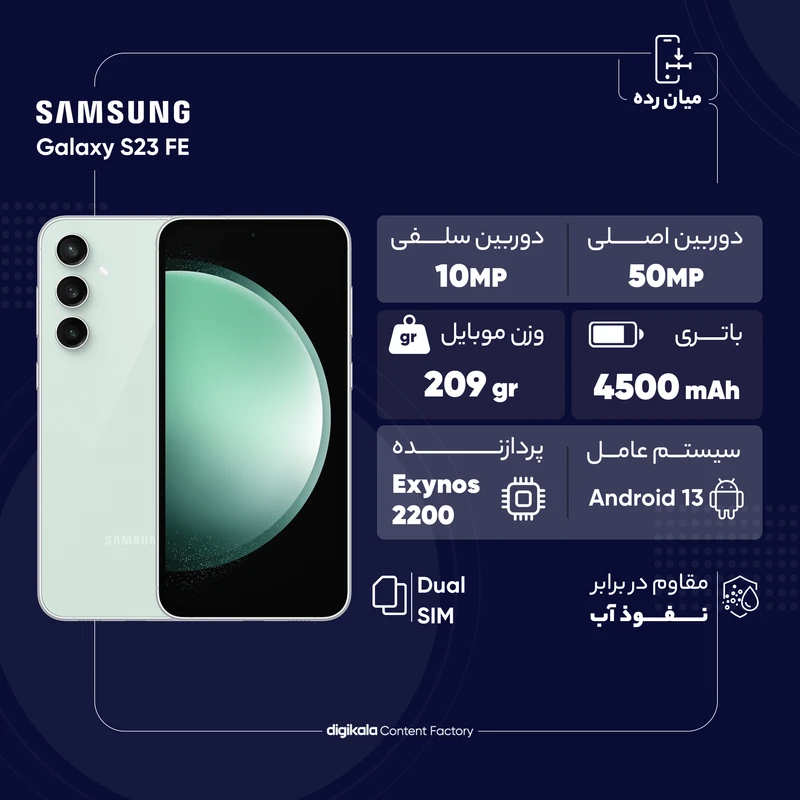 میان رده
SAMSUNG
Galaxy S23 FE
دوربین اصلی
50MP
دوربین سلفی
10MP
باتری
4500 mAh
وزن موبایل
gr
209 gr
سیستم عامل
Android 13
پردازنده
Exynos
2200
SAMSUN
مقاوم در برابر
نفوذ آب
Dual
SIM
digikala Content Factory